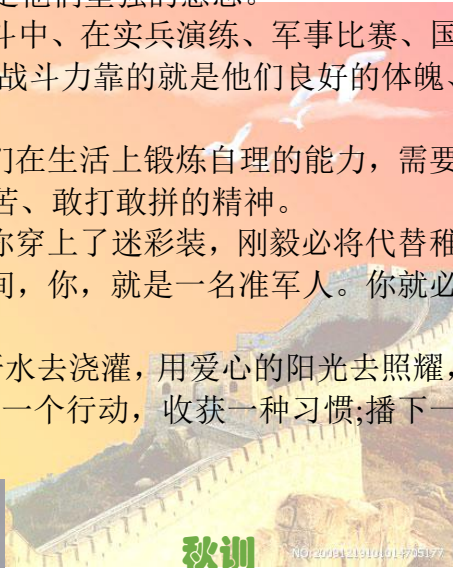 是他们坚强的意志。
斗中、在实兵演练、军事比赛、国
战斗力靠的就是他们良好的体魄、
们在生活上锻炼自理的能力，需要
苦、敢打敢拼的精神。
你穿上了迷彩装，刚毅必将代替稚
间，你，就是一名准军人。你就必
水去浇灌，用爱心的阳光去照耀，
一个行动，收获一种习惯;播下一
秋训